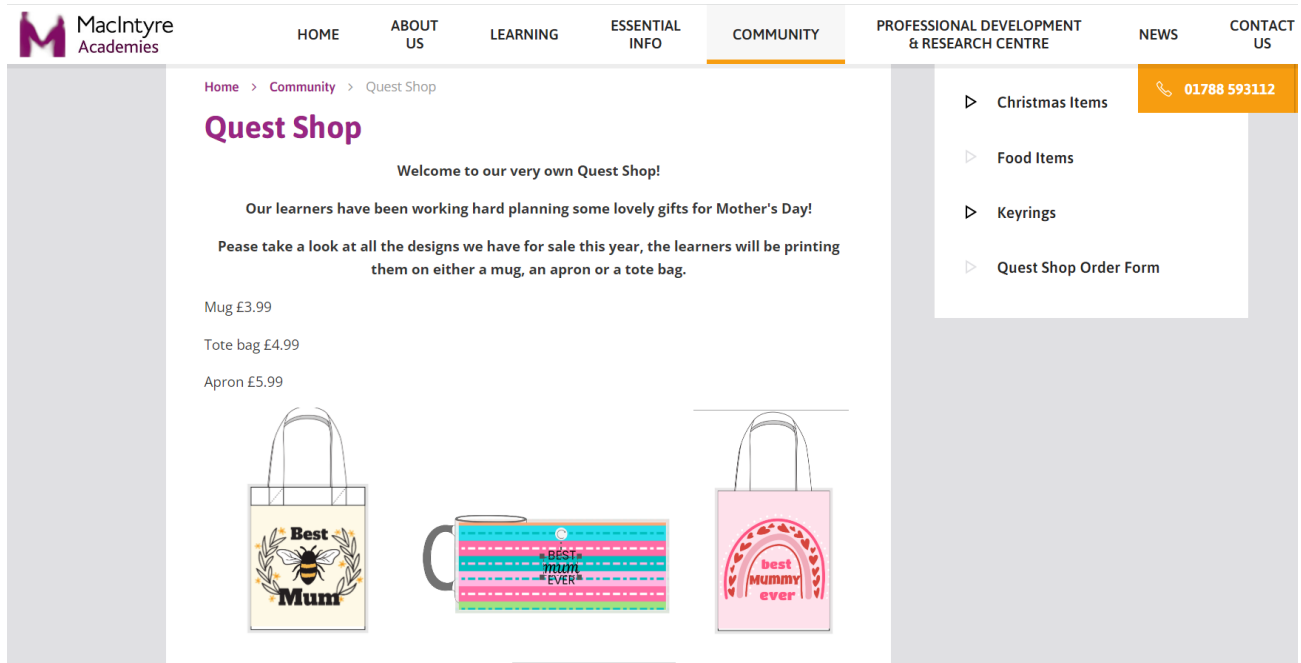 MacIntyre
Academies
HOME
ABOUT
US
LEARNING
ESSENTIAL
INFO
COMMUNITY
PROFESSIONAL DEVELOPMENT
& RESEARCH CENTRE
NEWS
CONTACT
US
01788 593112
Home > Community > Quest Shop
Quest Shop
Welcome to our very own Quest Shop!
Our learners have been working hard planning some lovely gifts for Mother's Day!
Pease take a look at all the designs we have for sale this year, the learners will be printing
them on either a mug, an apron or a tote bag.
Mug £3.99
Tote bag £4.99
Apron £5.99
Best
Mum
BEST
mum
EVER
best
MUMMY
ever
Christmas Items
Food Items
Keyrings
Quest Shop Order Form